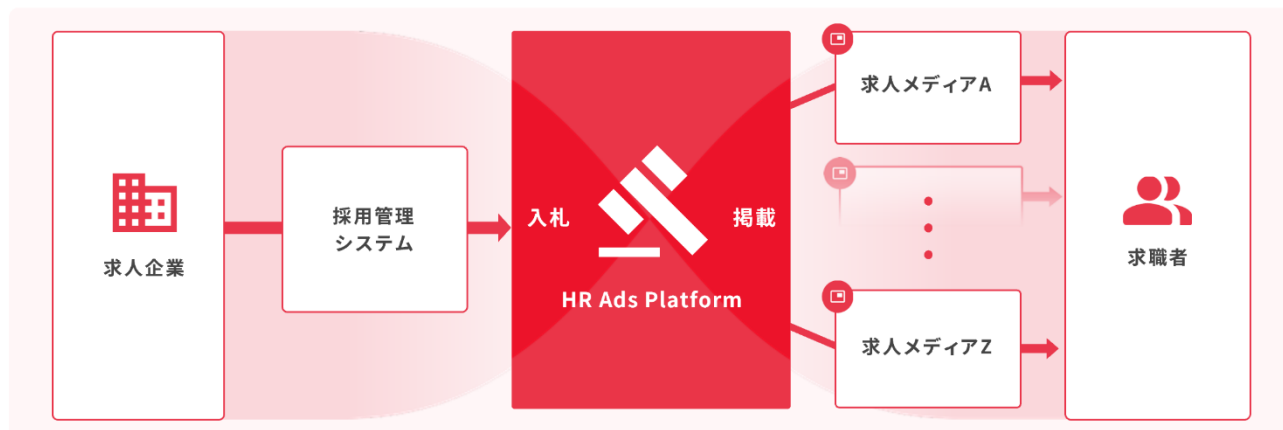 求人企業
採用管理
システム
入札
掲載
HR Ads Platform
求人メディアA
求人メディアZ
求職者